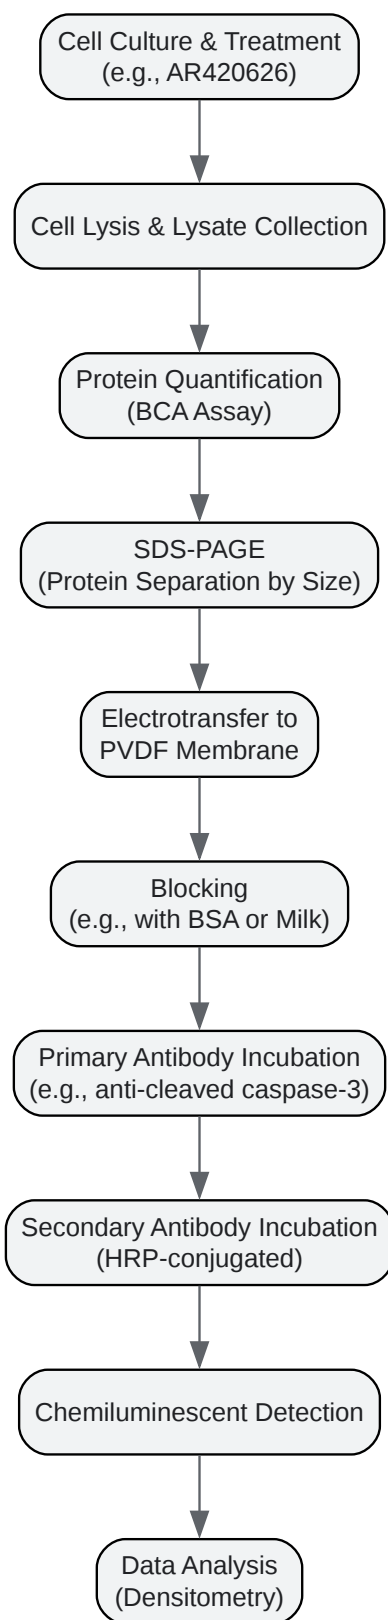 Cell Culture & Treatment
(e.g., AR420626)
Cell Lysis & Lysate Collection
Protein Quantification
(BCA Assay)
SDS-PAGE
(Protein Separation by Size)
Electrotransfer to
PVDF Membrane
Blocking
(e.g., with BSA or Milk)
Primary Antibody Incubation
(e.g., anti-cleaved caspase-3)
Secondary Antibody Incubation
(HRP-conjugated)
Chemiluminescent Detection
Data Analysis
(Densitometry)